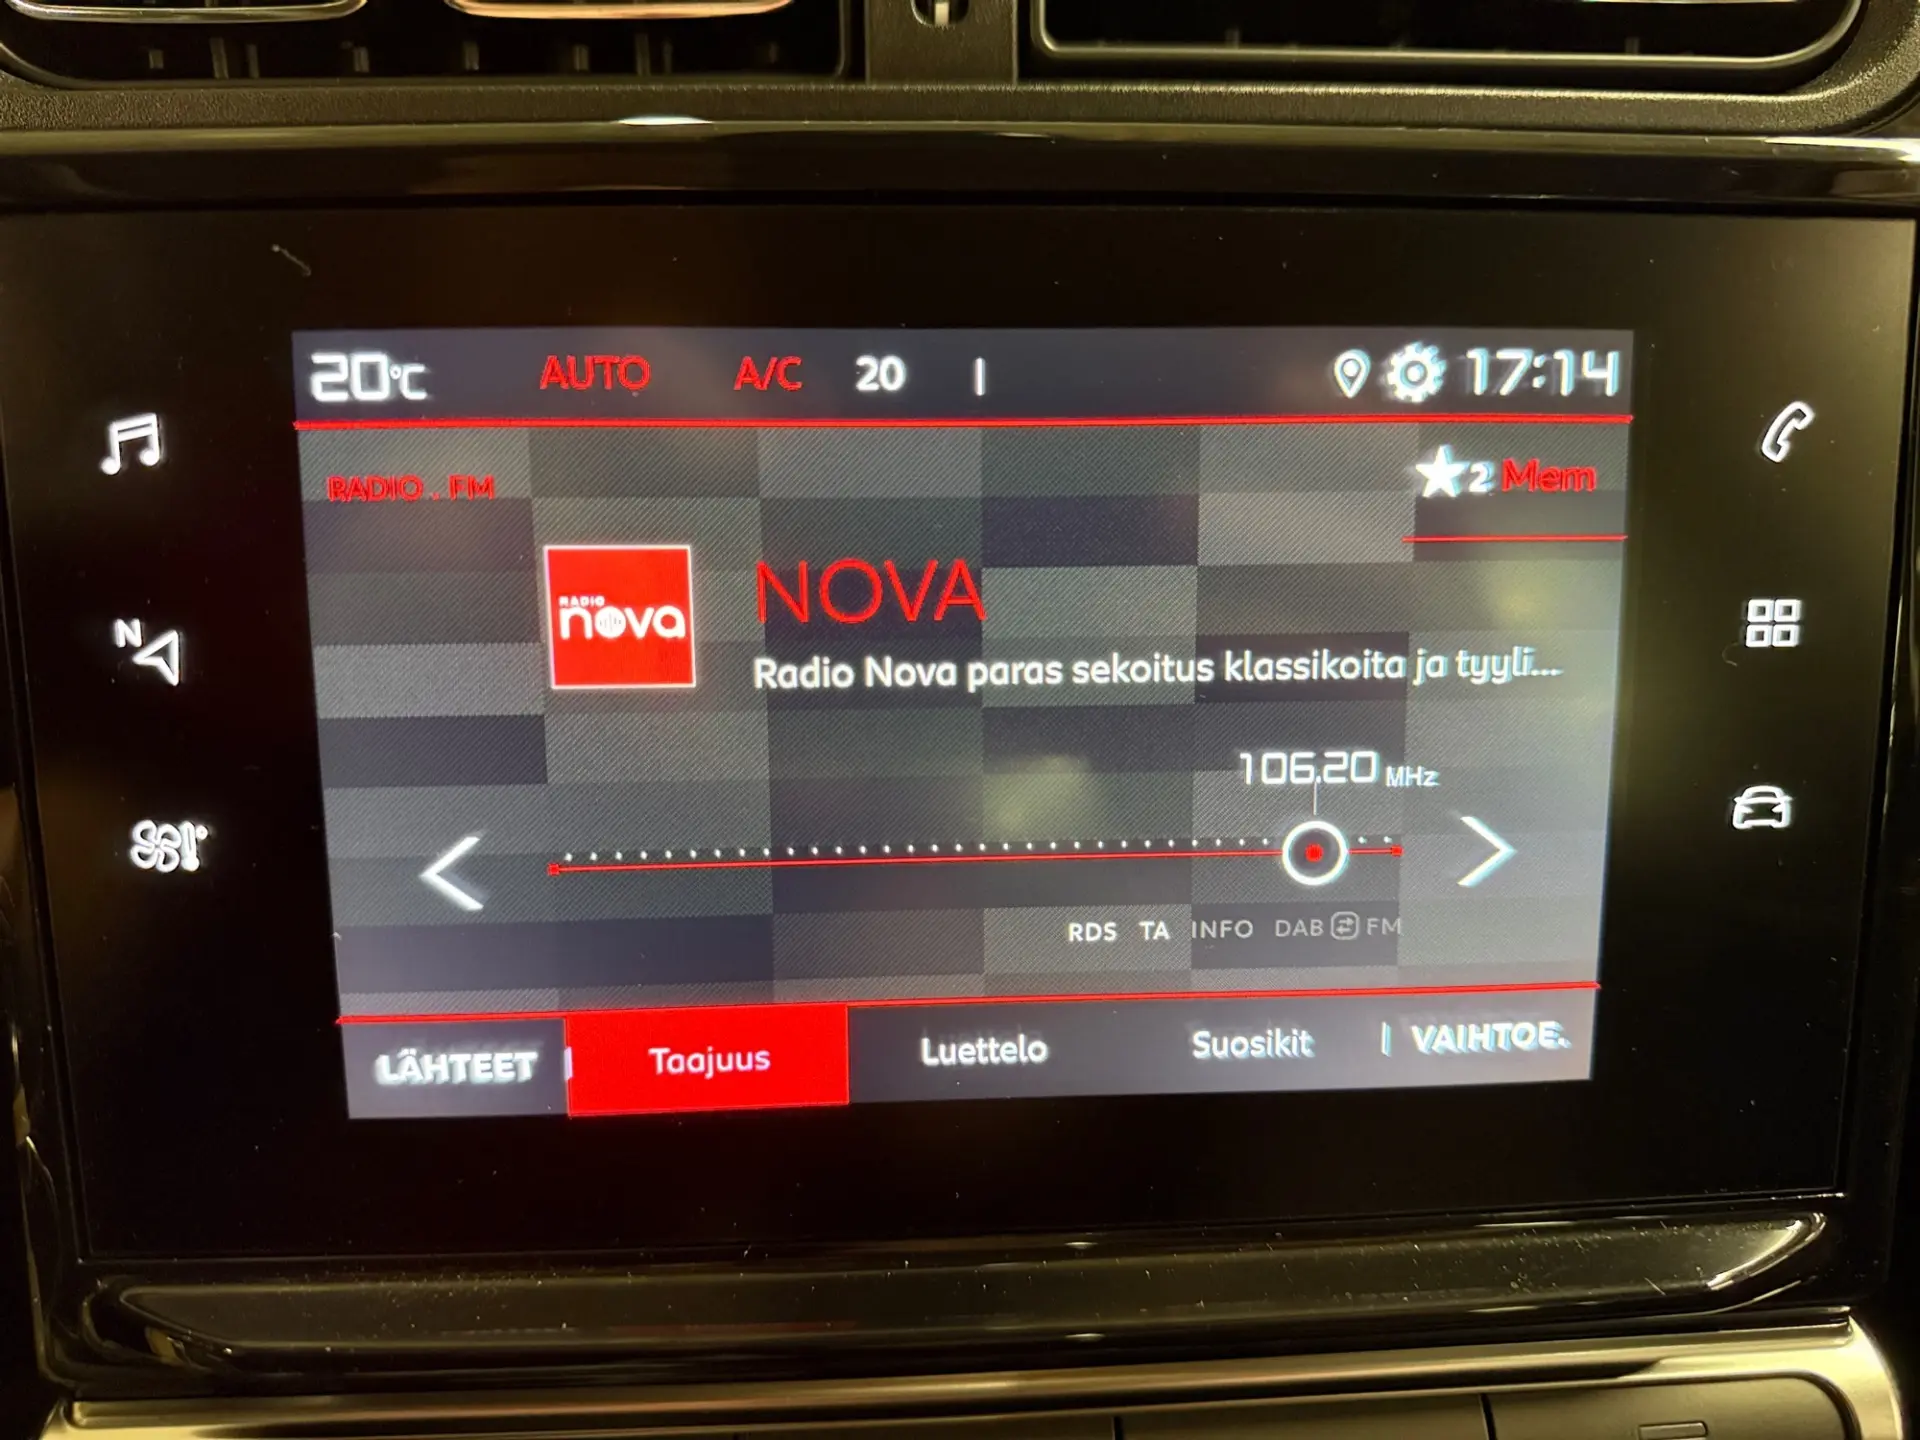 20°C AUTO A/C 20 17:14
RADIO . FM
2 Mem
RADIO
nova
NOVA
Radio Nova paras sekoitus klassikoita ja tyyli...
106.20 MHz
N
RDS TA INFO DAB FM
LÄHTEET Taajuus Luettelo Suosikit VAIHTOE.